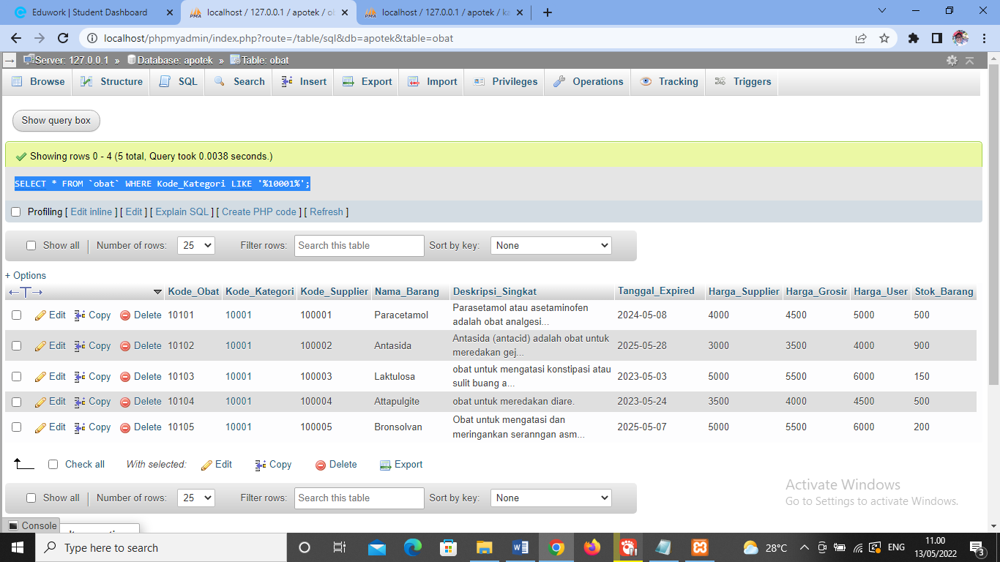 Eduwork | Student Dashboard
localhost / 127.0.0.1 / apotek / ob
localhost / 127.0.0.1 / apotek / ka
localhost/phpmyadmin/index.php?route=/table/sql&db=apotek&table=obat
Server: 127.0.0.1 » Database: apotek » Table: obat
Browse Structure SQL Search Insert Export Import Privileges Operations Tracking Triggers
Show query box
Showing rows 0 - 4 (5 total, Query took 0.0038 seconds.)
SELECT * FROM `obat` WHERE Kode_Kategori LIKE '%10001%';
Profiling [ Edit inline ] [ Edit ] [ Explain SQL ] [ Create PHP code ] [ Refresh ]
Show all Number of rows: 25 Filter rows: Search this table Sort by key: None
+ Options
←T→ Kode_Obat Kode_Kategori Kode_Supplier Nama_Barang Deskripsi_Singkat Tanggal_Expired Harga_Supplier Harga_Grosir Harga_User Stok_Barang
Edit Copy Delete 10101 10001 100001 Paracetamol Parasetamol atau asetaminofen 2024-05-08 4000 4500 5000 500
adalah obat analgesi...
Edit Copy Delete 10102 10001 100002 Antasida Antasida (antacid) adalah obat untuk 2025-05-28 3000 3500 4000 900
meredakan gej...
Edit Copy Delete 10103 10001 100003 Laktulosa obat untuk mengatasi konstipasi atau 2023-05-03 5000 5500 6000 150
sulit buang a...
Edit Copy Delete 10104 10001 100004 Attapulgite obat untuk meredakan diare. 2023-05-24 3500 4000 4500 500
Edit Copy Delete 10105 10001 100005 Bronsolvan Obat untuk mengatasi dan 2025-05-07 5000 5500 6000 200
meringankan seranngan asm...
Check all With selected: Edit Copy Delete Export
Show all Number of rows: 25 Filter rows: Search this table Sort by key: None
Activate Windows
Go to Settings to activate Windows.
Console
Type here to search
28°C ENG 11.00
13/05/2022
3